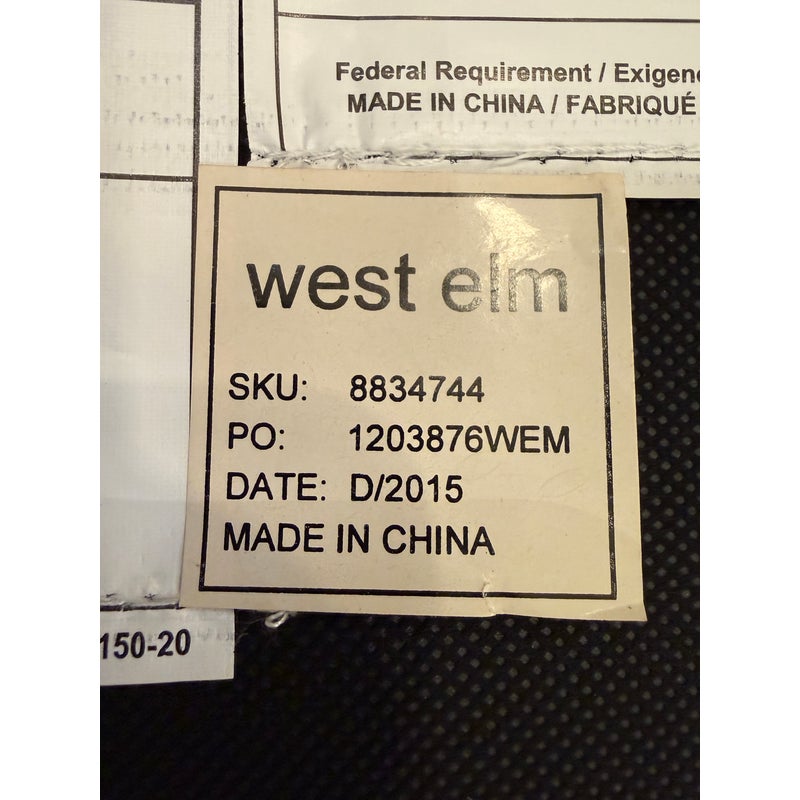 Federal Requirement / Exigen
MADE IN CHINA / FABRIQUÉ
west elm
SKU: 8834744
PO: 1203876WEM
DATE: D/2015
MADE IN CHINA
150-20